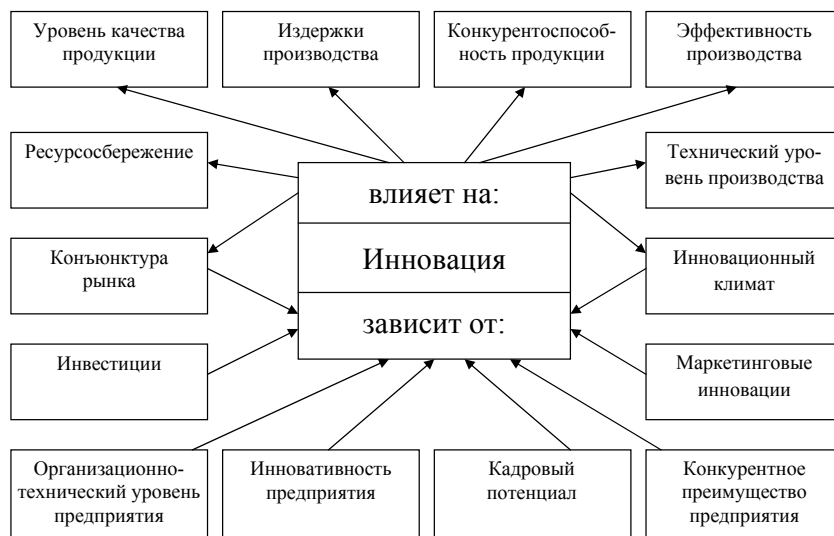 Уровень качества
продукции
Издержки
производства
Конкурентоспособ-
ность продукции
Эффективность
производства
Ресурсосбережение
влияет на:
Технический уро-
вень производства
Конъюнктура
рынка
Инновация
Инновационный
климат
зависит от:
Инвестиции
Маркетинговые
инновации
Организационно-
технический уровень
предприятия
Инновативность
предприятия
Кадровый
потенциал
Конкурентное
преимущество
предприятия